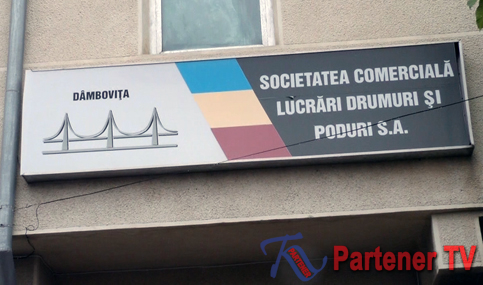 DÂMBOVIȚA
SOCIETATEA COMERCIALĂ
LUCRĂRI DRUMURI ȘI
PODURI S.A.
Partener TV